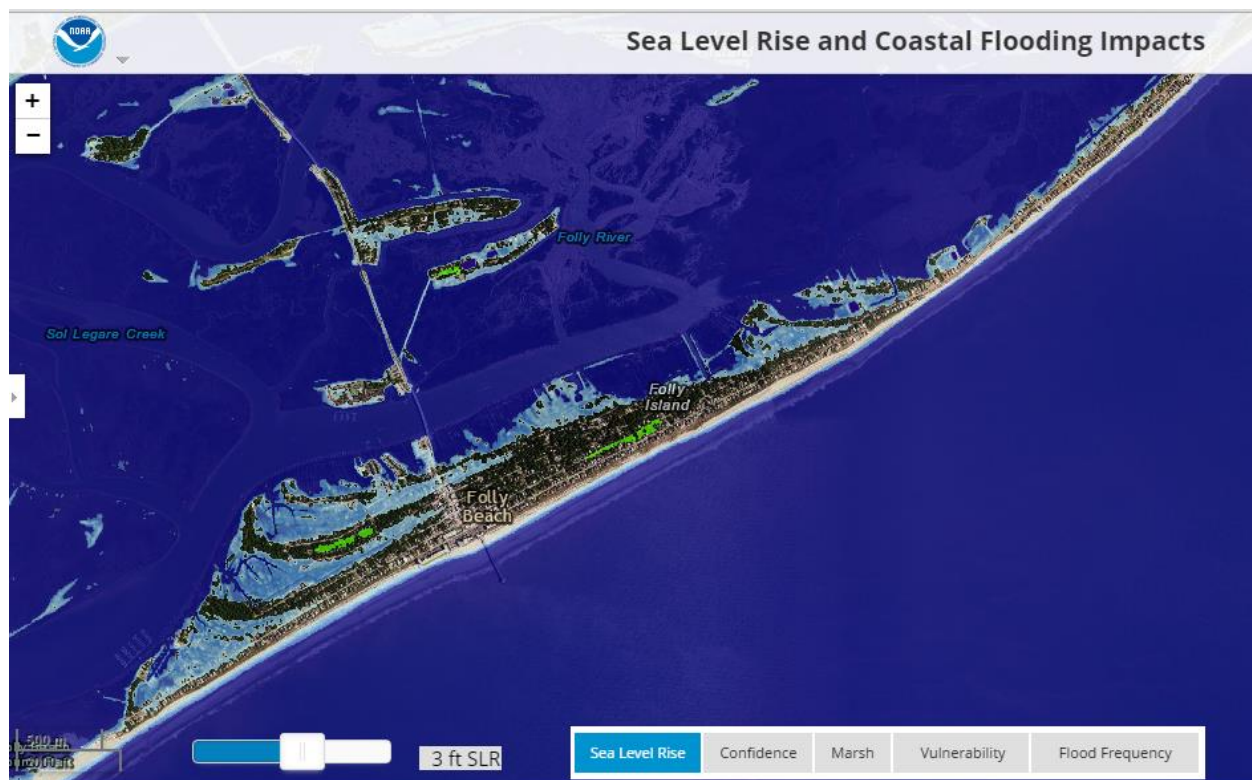 NOAA
Sea Level Rise and Coastal Flooding Impacts
+
−
Folly River
Sol Legare Creek
Folly
Island
Folly
Beach
500 m
3 ft SLR
Sea Level Rise
Confidence
Marsh
Vulnerability
Flood Frequency